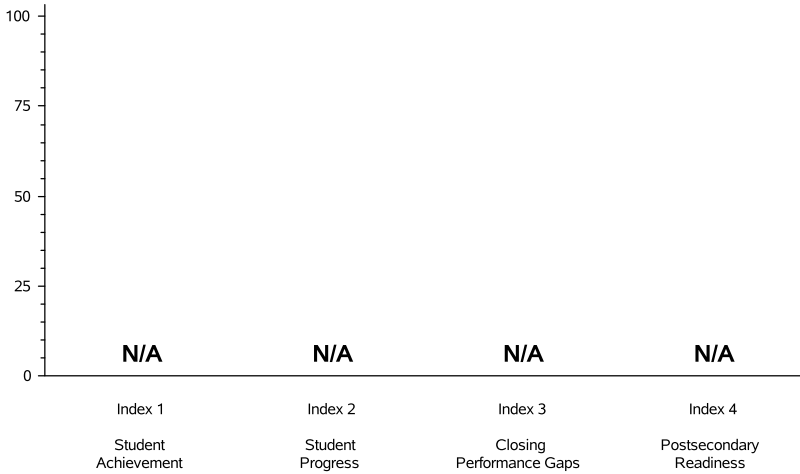 100
75
50
25
0
N/A N/A N/A N/A
Index 1 Index 2 Index 3 Index 4
Student Student Closing Postsecondary
Achievement Progress Performance Gaps Readiness